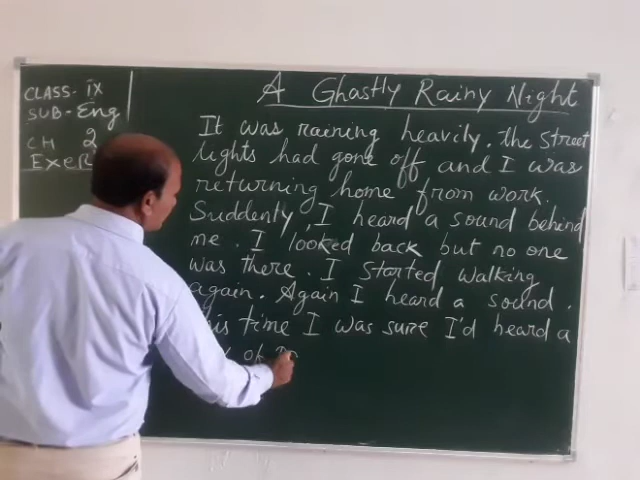 CLASS- IX
SUB- Eng
CH 2
A Ghastly Rainy Night
It was raining heavily. The street
lights had gone off and I was
returning home from work.
Suddenly, I heard a sound behind
me. I looked back but no one
was there. I started walking
again. Again I heard a sound.
time I was sure I'd heard a
of